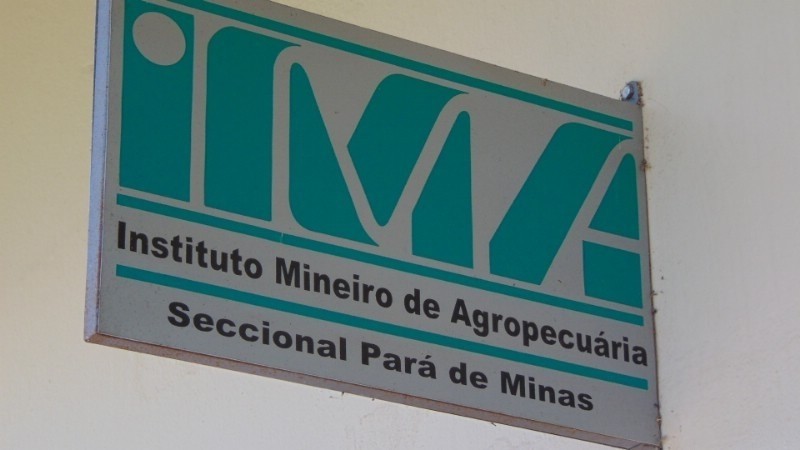 IMA
Instituto Mineiro de Agropecuária
Seccional Pará de Minas